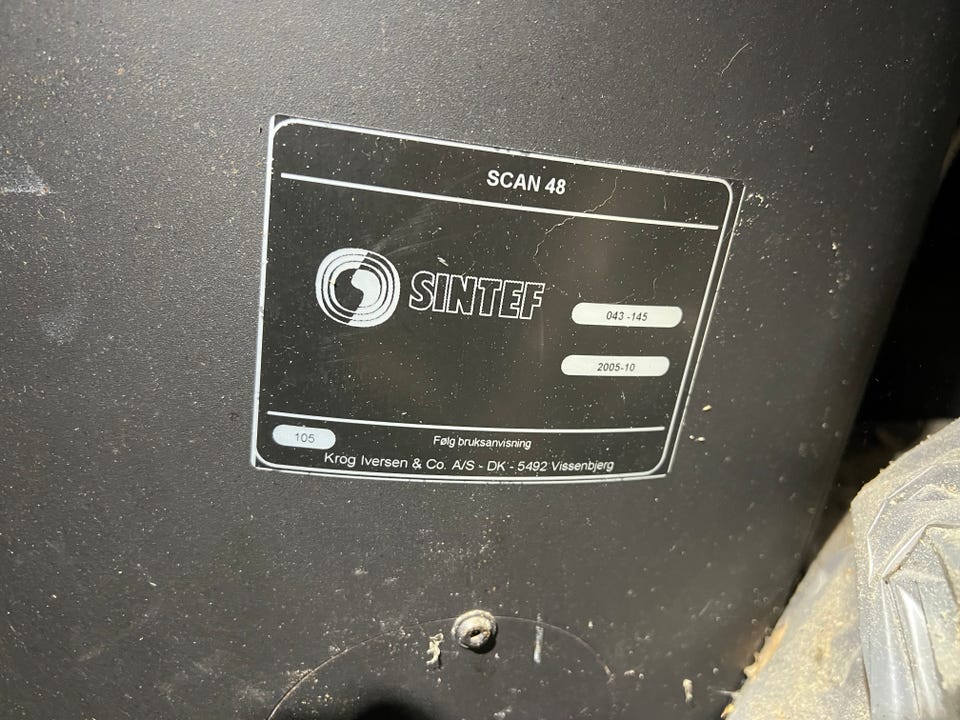 SCAN 48
SINTEF
043 -145
2005-10
105
Følg bruksanvisning
Krog Iversen & Co. A/S - DK - 5492 Vissenbjerg